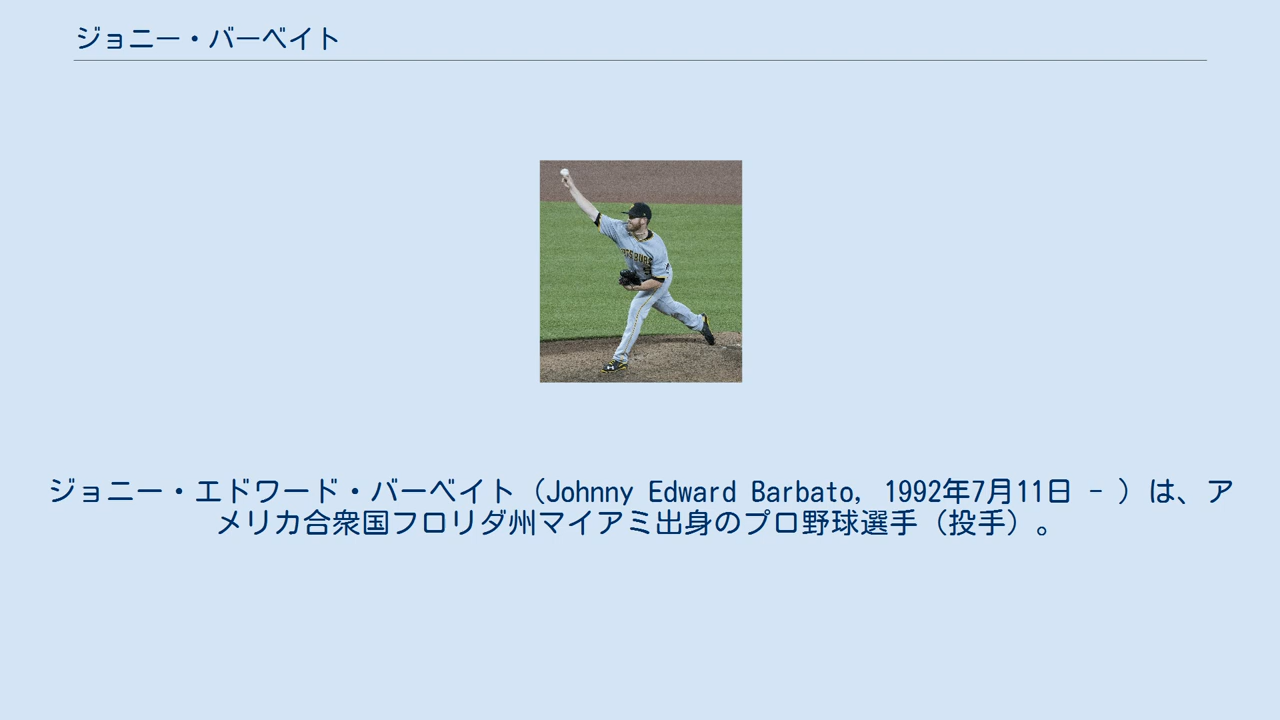 ジョニー・バーベイト
ジョニー・エドワード・バーベイト（Johnny Edward Barbato, 1992年7月11日 - ）は、ア
メリカ合衆国フロリダ州マイアミ出身のプロ野球選手（投手）。